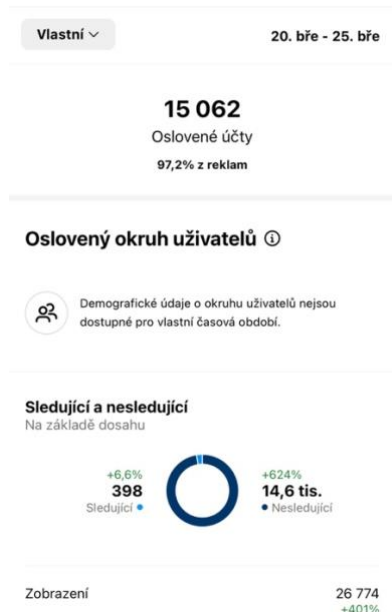 Vlastní
20. bře - 25. bře
15 062
Oslovené účty
97,2% z reklam
Oslovený okruh uživatelů
Demografické údaje o okruhu uživatelů nejsou
dostupné pro vlastní časová období.
Sledující a nesledující
Na základě dosahu
+6,6%
398
Sledující
+624%
14,6 tis.
Nesledující
Zobrazení
26 774
+401%